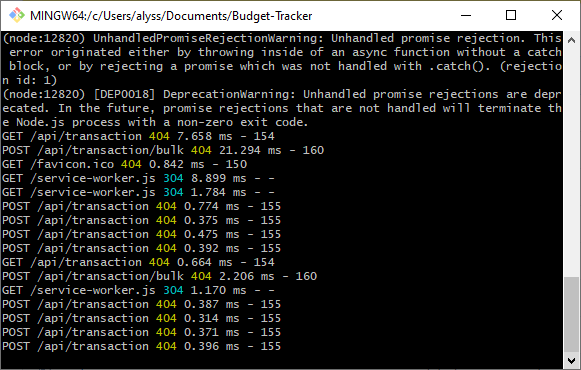 MINGW64:/c/Users/alyss/Documents/Budget-Tracker
(node:12820) UnhandledPromiseRejectionWarning: Unhandled promise rejection. This
error originated either by throwing inside of an async function without a catch
block, or by rejecting a promise which was not handled with .catch(). (rejectio
n id: 1)
(node:12820) [DEP0018] DeprecationWarning: Unhandled promise rejections are depr
ecated. In the future, promise rejections that are not handled will terminate th
e Node.js process with a non-zero exit code.
GET /api/transaction 404 7.658 ms - 154
POST /api/transaction/bulk 404 21.294 ms - 160
GET /favicon.ico 404 0.842 ms - 150
GET /service-worker.js 304 8.899 ms - -
GET /service-worker.js 304 1.784 ms - -
POST /api/transaction 404 0.774 ms - 155
POST /api/transaction 404 0.375 ms - 155
POST /api/transaction 404 0.475 ms - 155
POST /api/transaction 404 0.392 ms - 155
GET /api/transaction 404 0.664 ms - 154
POST /api/transaction/bulk 404 2.206 ms - 160
GET /service-worker.js 304 1.170 ms - -
POST /api/transaction 404 0.387 ms - 155
POST /api/transaction 404 0.314 ms - 155
POST /api/transaction 404 0.371 ms - 155
POST /api/transaction 404 0.396 ms - 155